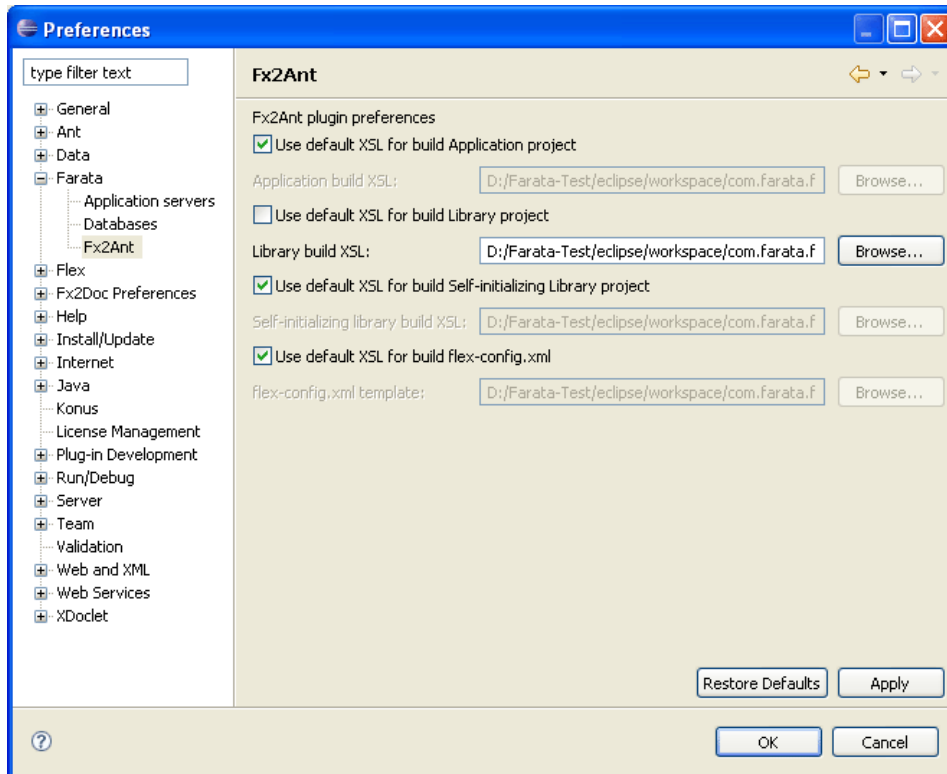 Preferences
type filter text
General
Ant
Data
Farata
Application servers
Databases
Fx2Ant
Flex
Fx2Doc Preferences
Help
Install/Update
Internet
Java
Konus
License Management
Plug-in Development
Run/Debug
Server
Team
Validation
Web and XML
Web Services
XDoclet
Fx2Ant
Fx2Ant plugin preferences
Use default XSL for build Application project
Application build XSL: D:/Farata-Test/eclipse/workspace/com.farata.f Browse...
Use default XSL for build Library project
Library build XSL: D:/Farata-Test/eclipse/workspace/com.farata.f Browse...
Use default XSL for build Self-initializing Library project
Self-initializing library build XSL: D:/Farata-Test/eclipse/workspace/com.farata.f Browse...
Use default XSL for build flex-config.xml
flex-config.xml template: D:/Farata-Test/eclipse/workspace/com.farata.f Browse...
Restore Defaults Apply
? OK Cancel